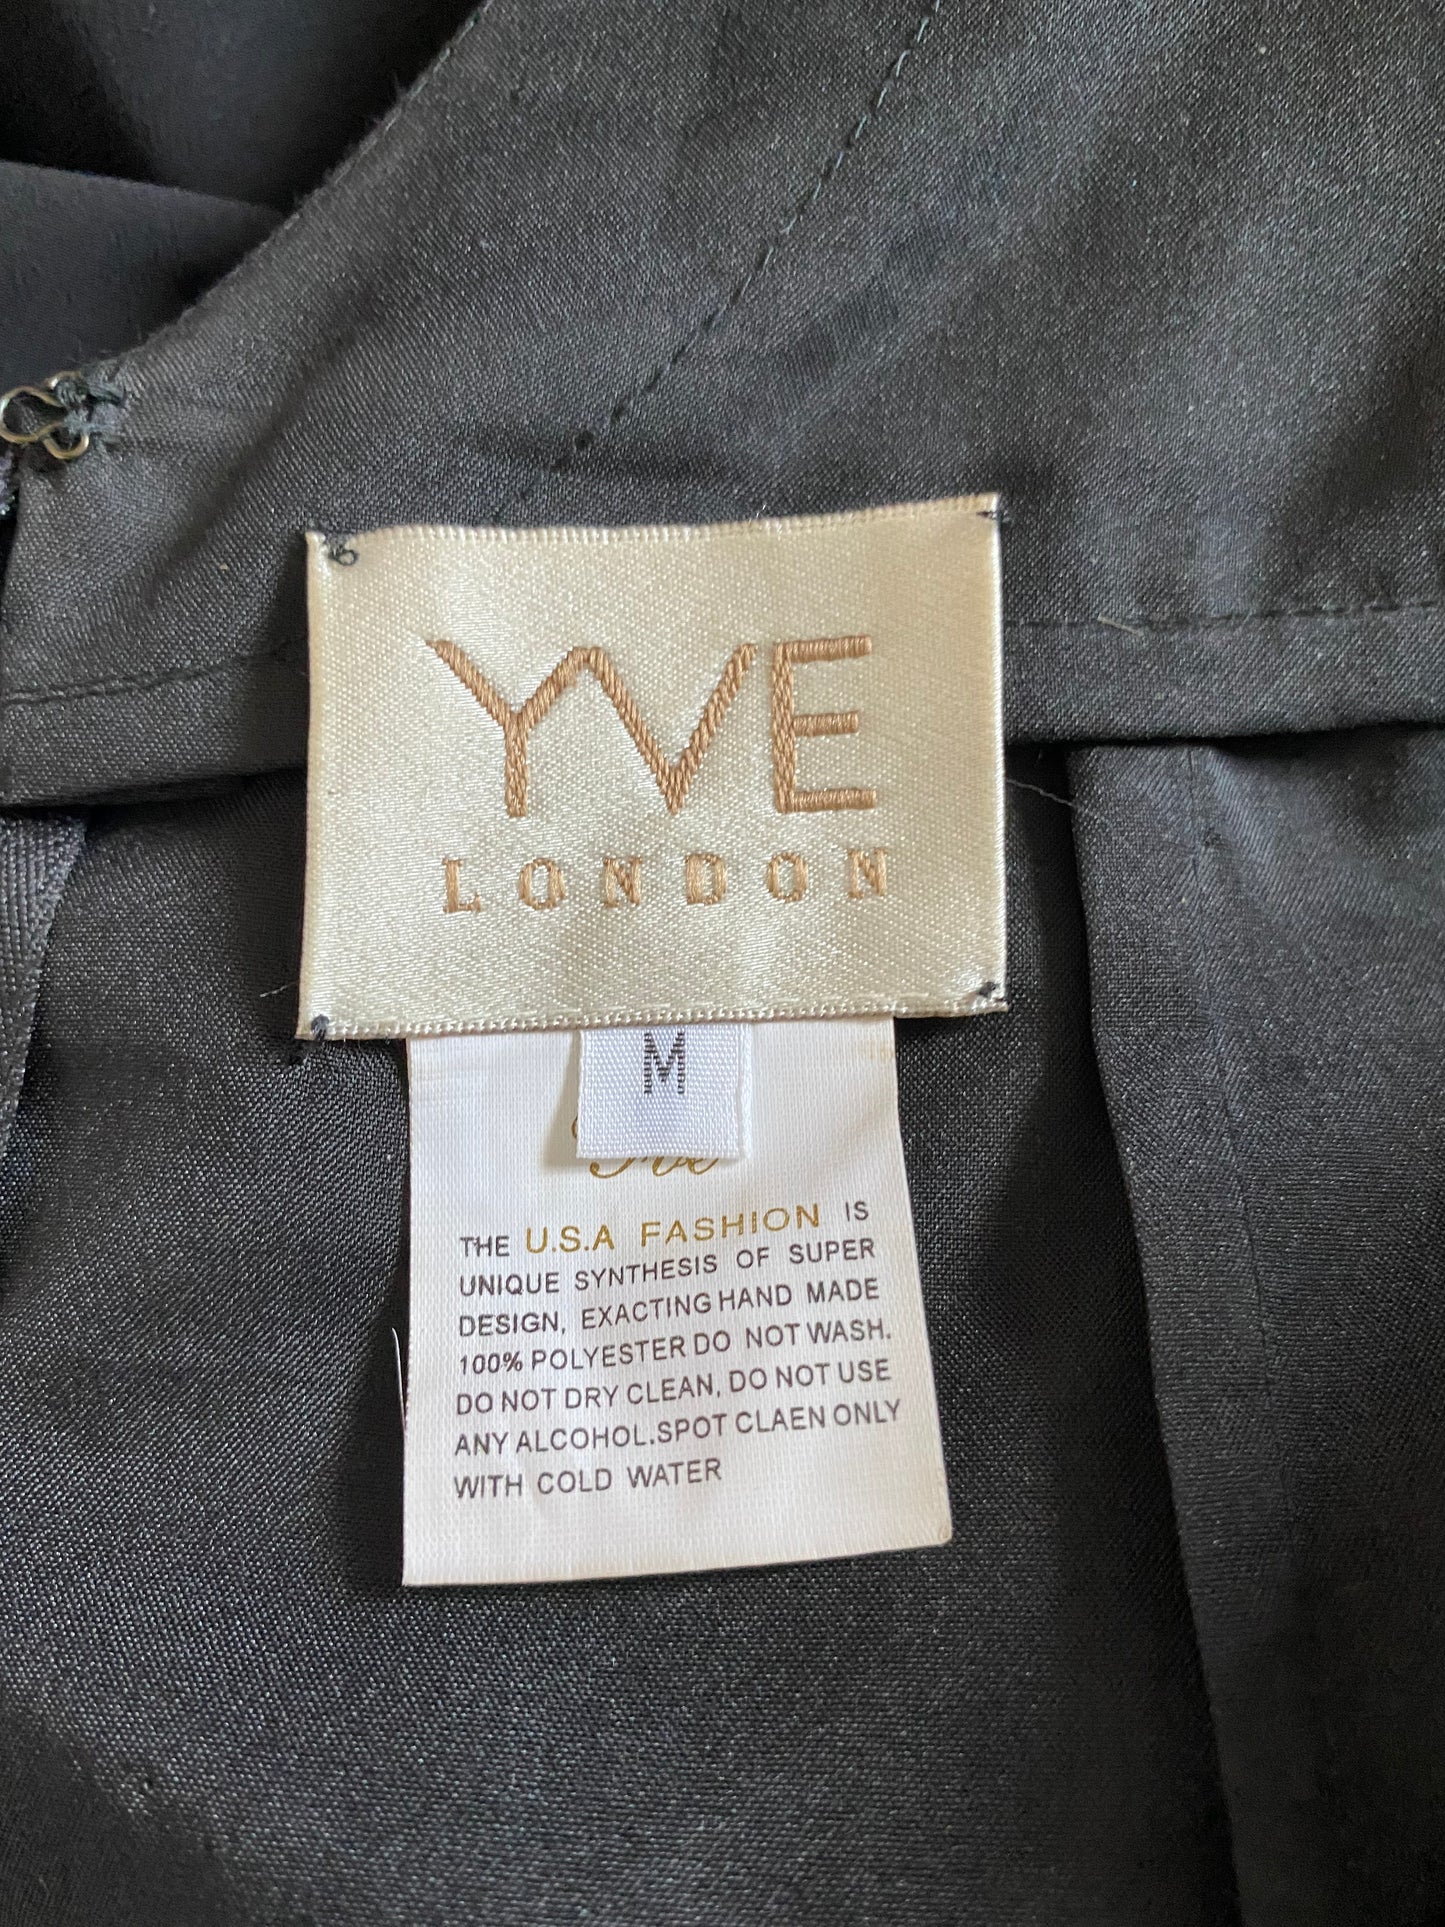 YVE
LONDON
M
THE U.S.A FASHION IS
UNIQUE SYNTHESIS OF SUPER
DESIGN, EXACTING HAND MADE
100% POLYESTER DO NOT WASH.
DO NOT DRY CLEAN, DO NOT USE
ANY ALCOHOL.SPOT CLAEN ONLY
WITH COLD WATER